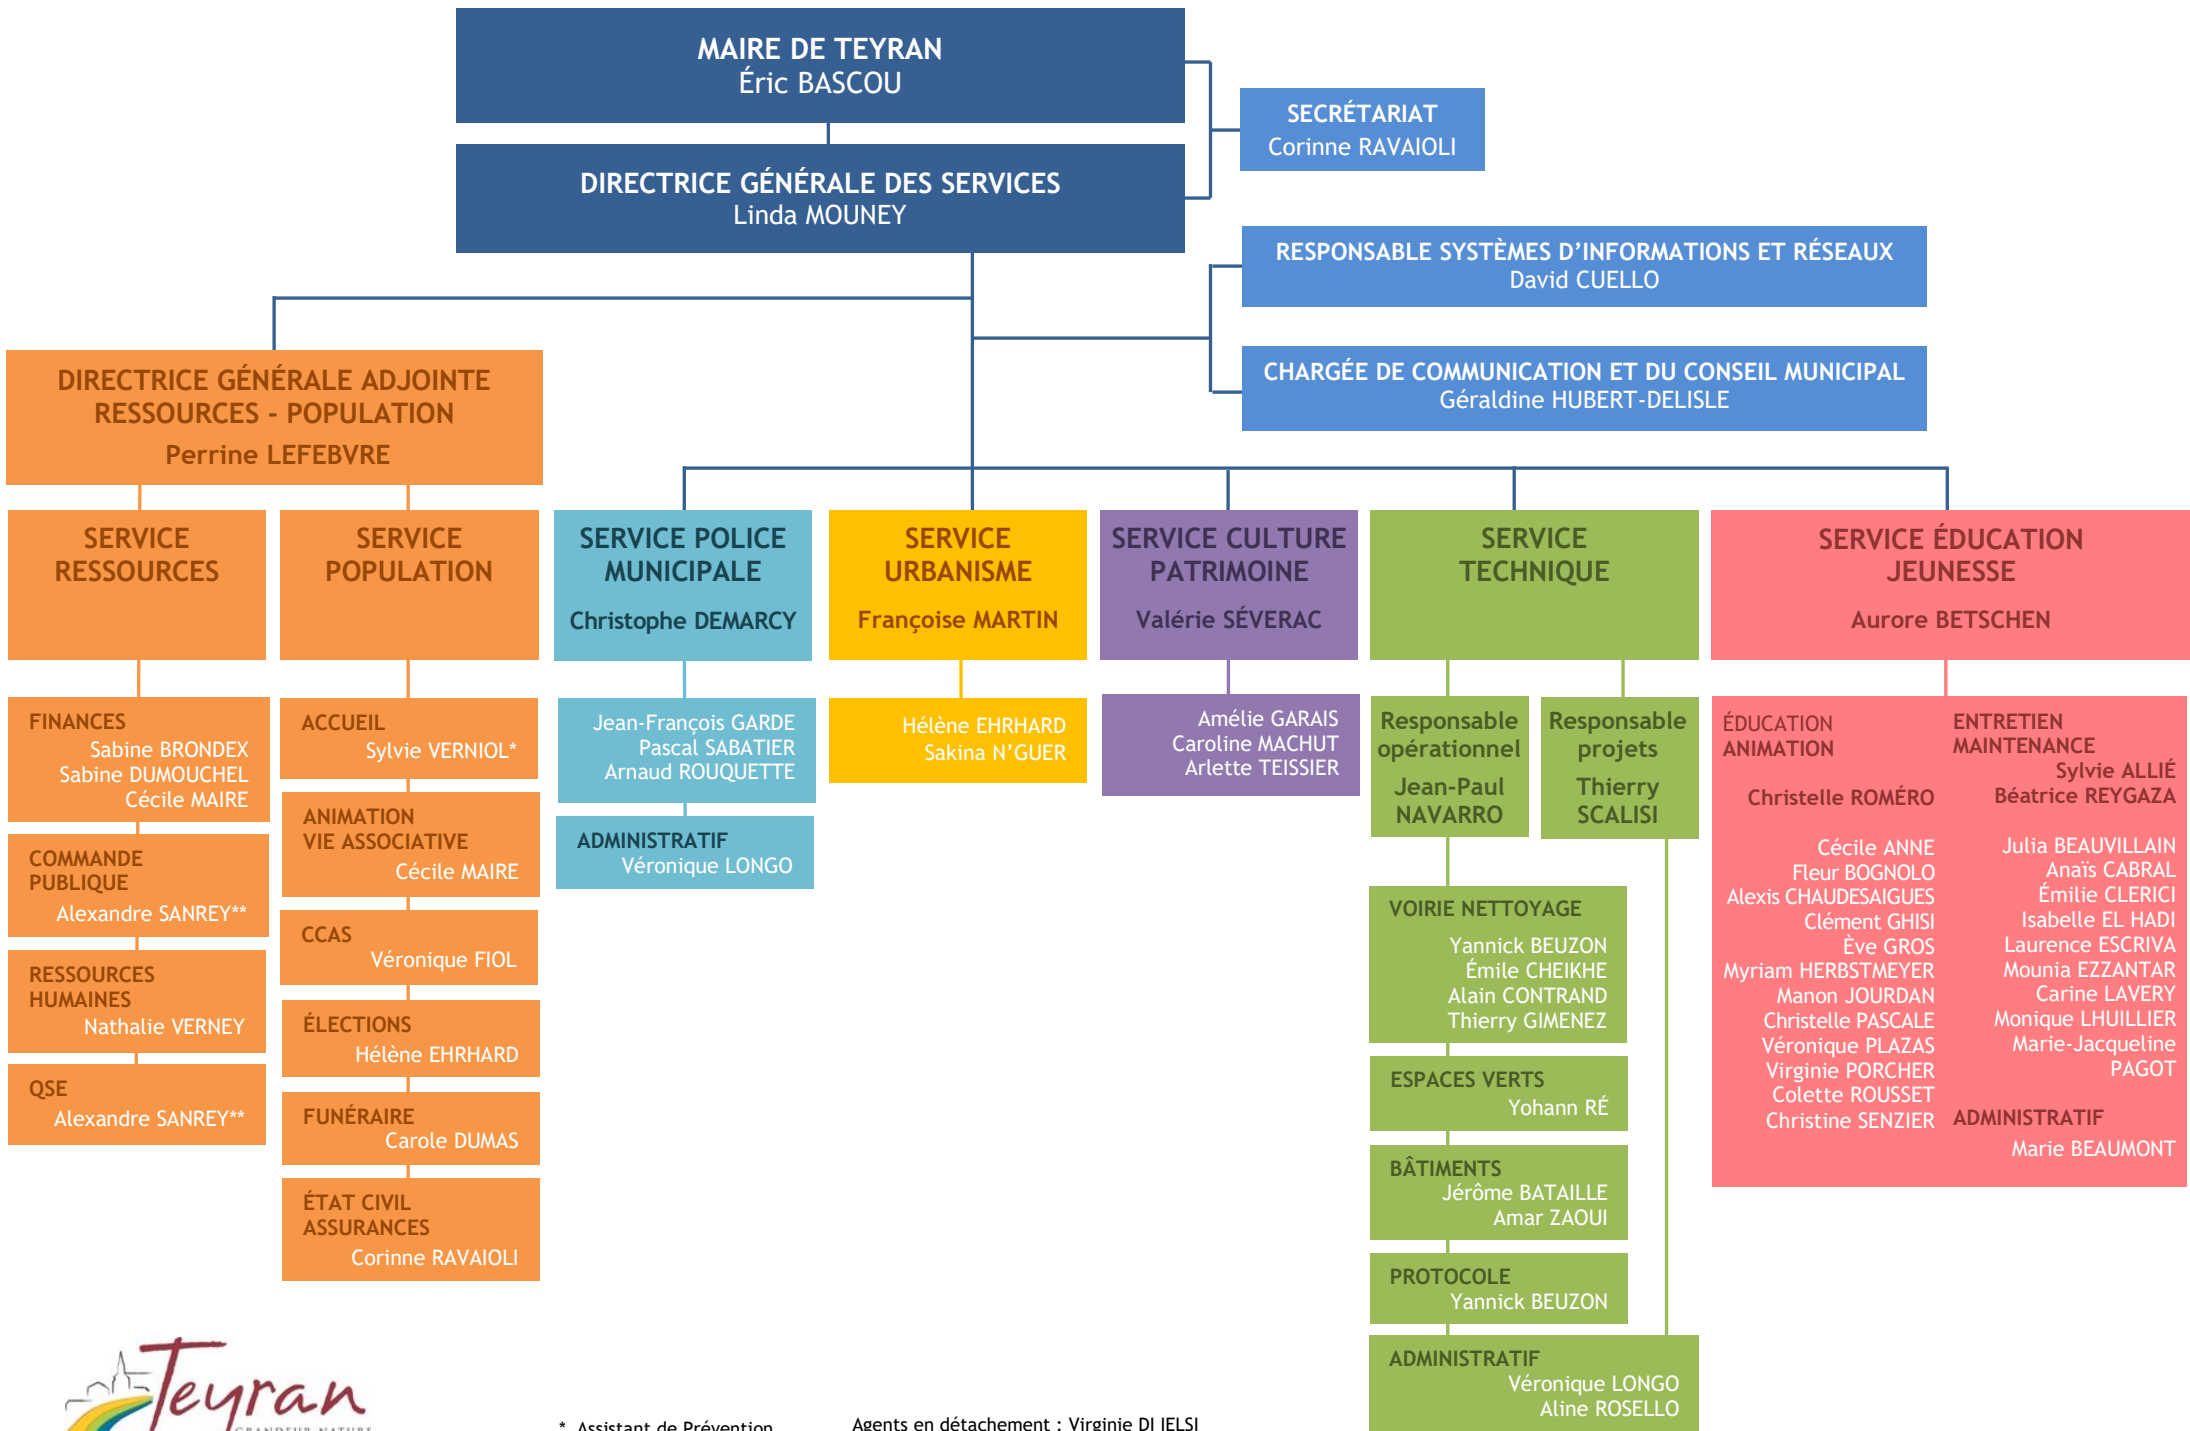 MAIRE DE TEYRAN
Éric BASCOU
SECRÉTARIAT
Corinne RAVAIOLI
DIRECTRICE GÉNÉRALE DES SERVICES
Linda MOUNEY
RESPONSABLE SYSTÈMES D'INFORMATIONS ET RÉSEAUX
David CUELLO
CHARGÉE DE COMMUNICATION ET DU CONSEIL MUNICIPAL
Géraldine HUBERT-DELISLE
DIRECTRICE GÉNÉRALE ADJOINTE
RESSOURCES - POPULATION
Perrine LEFEBVRE
SERVICE
RESSOURCES
FINANCES
Sabine BRONDEX
Sabine DUMOUCHEL
Cécile MAIRE
COMMANDE
PUBLIQUE
Alexandre SANREY**
RESSOURCES
HUMAINES
Nathalie VERNEY
QSE
Alexandre SANREY**
SERVICE
POPULATION
ACCUEIL
Sylvie VERNIOL*
ANIMATION
VIE ASSOCIATIVE
Cécile MAIRE
CCAS
Véronique FIOL
ÉLECTIONS
Hélène EHRHARD
FUNÉRAIRE
Carole DUMAS
ÉTAT CIVIL
ASSURANCES
Corinne RAVAIOLI
SERVICE POLICE
MUNICIPALE
Christophe DEMARCY
Jean-François GARDE
Pascal SABATIER
Arnaud ROUQUETTE
ADMINISTRATIF
Véronique LONGO
SERVICE
URBANISME
Françoise MARTIN
Hélène EHRHARD
Sakina N'GUER
SERVICE CULTURE
PATRIMOINE
Valérie SÉVERAC
Amélie GARAIS
Caroline MACHUT
Arlette TEISSIER
SERVICE
TECHNIQUE
Responsable
opérationnel
Jean-Paul
NAVARRO
Responsable
projets
Thierry
SCALISI
VOIRIE NETTOYAGE
Yannick BEUZON
Émile CHEIKHE
Alain CONTRAND
Thierry GIMENEZ
ESPACES VERTS
Yohann RÉ
BÂTIMENTS
Jérôme BATAILLE
Amar ZAOUI
PROTOCOLE
Yannick BEUZON
ADMINISTRATIF
Véronique LONGO
Aline ROSELLO
SERVICE ÉDUCATION
JEUNESSE
Aurore BETSCHEN
ÉDUCATION
ANIMATION
Christelle ROMÉRO
Cécile ANNE
Fleur BOGNOLO
Alexis CHAUDESAIGUES
Clément GHISI
Ève GROS
Myriam HERBSTMEYER
Manon JOURDAN
Christelle PASCALE
Véronique PLAZAS
Virginie PORCHER
Colette ROUSSET
Christine SENZIER
ENTRETIEN
MAINTENANCE
Sylvie ALLIÉ
Béatrice REYGAZA
Julia BEAUVILLAIN
Anaïs CABRAL
Émilie CLERICI
Isabelle EL HADI
Laurence ESCRIVA
Mounia EZZANTAR
Carine LAVERY
Monique LHUILLIER
Marie-Jacqueline
PAGOT
ADMINISTRATIF
Marie BEAUMONT
Teyran
GRANDEUR NATURE
* Assistant de Prévention
Agents en détachement : Virginie DI IELSI